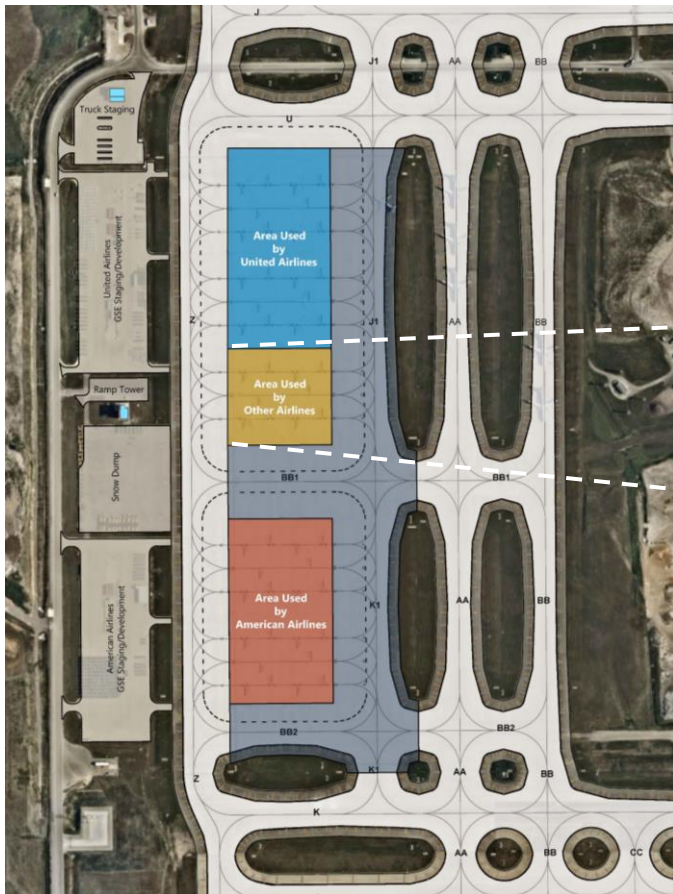 J
J1
AA
BB
Truck Staging
U
United Airlines
GSE Staging/Development
Area Used
by
United Airlines
Z
J1
AA
BB
Ramp Tower
Area Used
by
Other Airlines
Snow Dump
BB1
BB1
American Airlines
GSE Staging/Development
Area Used
by
American Airlines
K1
AA
BB
BB2
BB2
Z
K1
AA
BB
K
AA
BB
CC